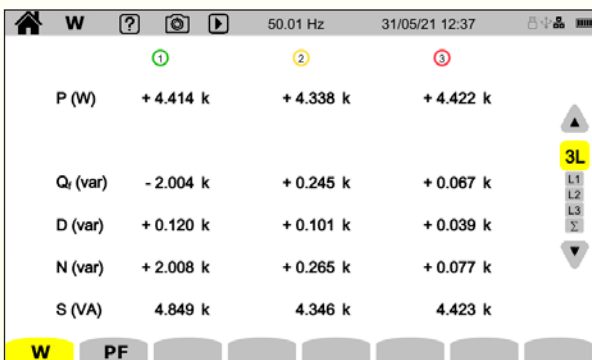 W ? 50.01 Hz 31/05/21 12:37
1 2 3
P (W) + 4.414 k + 4.338 k + 4.422 k
3L
Qf (var) - 2.004 k + 0.245 k + 0.067 k
L1
L2
D (var) + 0.120 k + 0.101 k + 0.039 k
L3
Σ
N (var) + 2.008 k + 0.265 k + 0.077 k
S (VA) 4.849 k 4.346 k 4.423 k
W PF